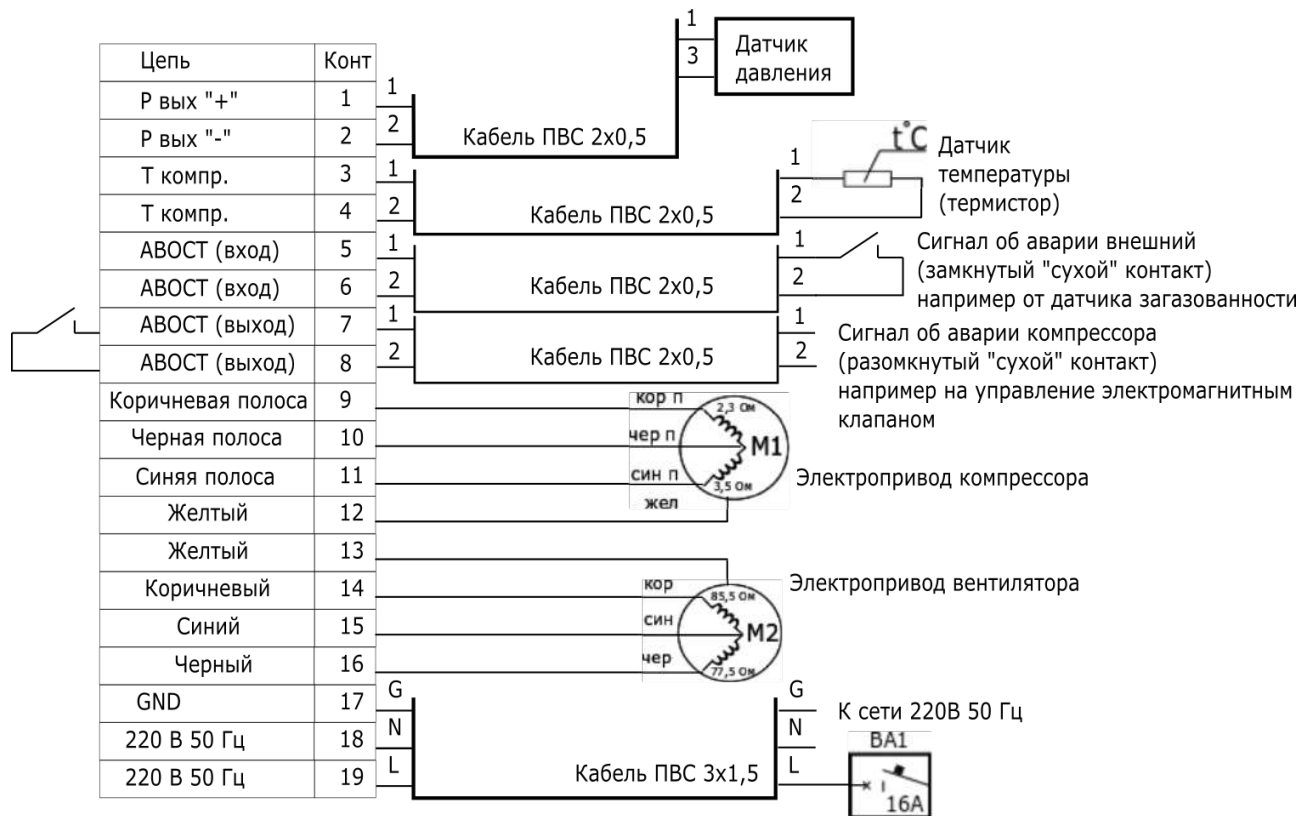 Цепь Конт
Р вых "+" 1
Р вых "-" 2
Т компр. 3
Т компр. 4
АВОСТ (вход) 5
АВОСТ (вход) 6
АВОСТ (выход) 7
АВОСТ (выход) 8
Коричневая полоса 9
Черная полоса 10
Синяя полоса 11
Желтый 12
Желтый 13
Коричневый 14
Синий 15
Черный 16
GND 17
220 В 50 Гц 18
220 В 50 Гц 19
1
2
Кабель ПВС 2х0,5
1
3
Датчик
давления
1
2
Кабель ПВС 2х0,5
1
2
t°C
Датчик
температуры
(термистор)
1
2
Кабель ПВС 2х0,5
1
2
Сигнал об аварии внешний
(замкнутый "сухой" контакт)
например от датчика загазованности
1
2
Кабель ПВС 2х0,5
1
2
Сигнал об аварии компрессора
(разомкнутый "сухой" контакт)
например на управление электромагнитным
клапаном
кор п
чер п
син п
жел
2,3 Ом
М1
3,5 Ом
Электропривод компрессора
кор
син
чер
85,5 Ом
М2
77,5 Ом
Электропривод вентилятора
G
N
L
Кабель ПВС 3х1,5
G
N
L
К сети 220В 50 Гц
ВА1
16А